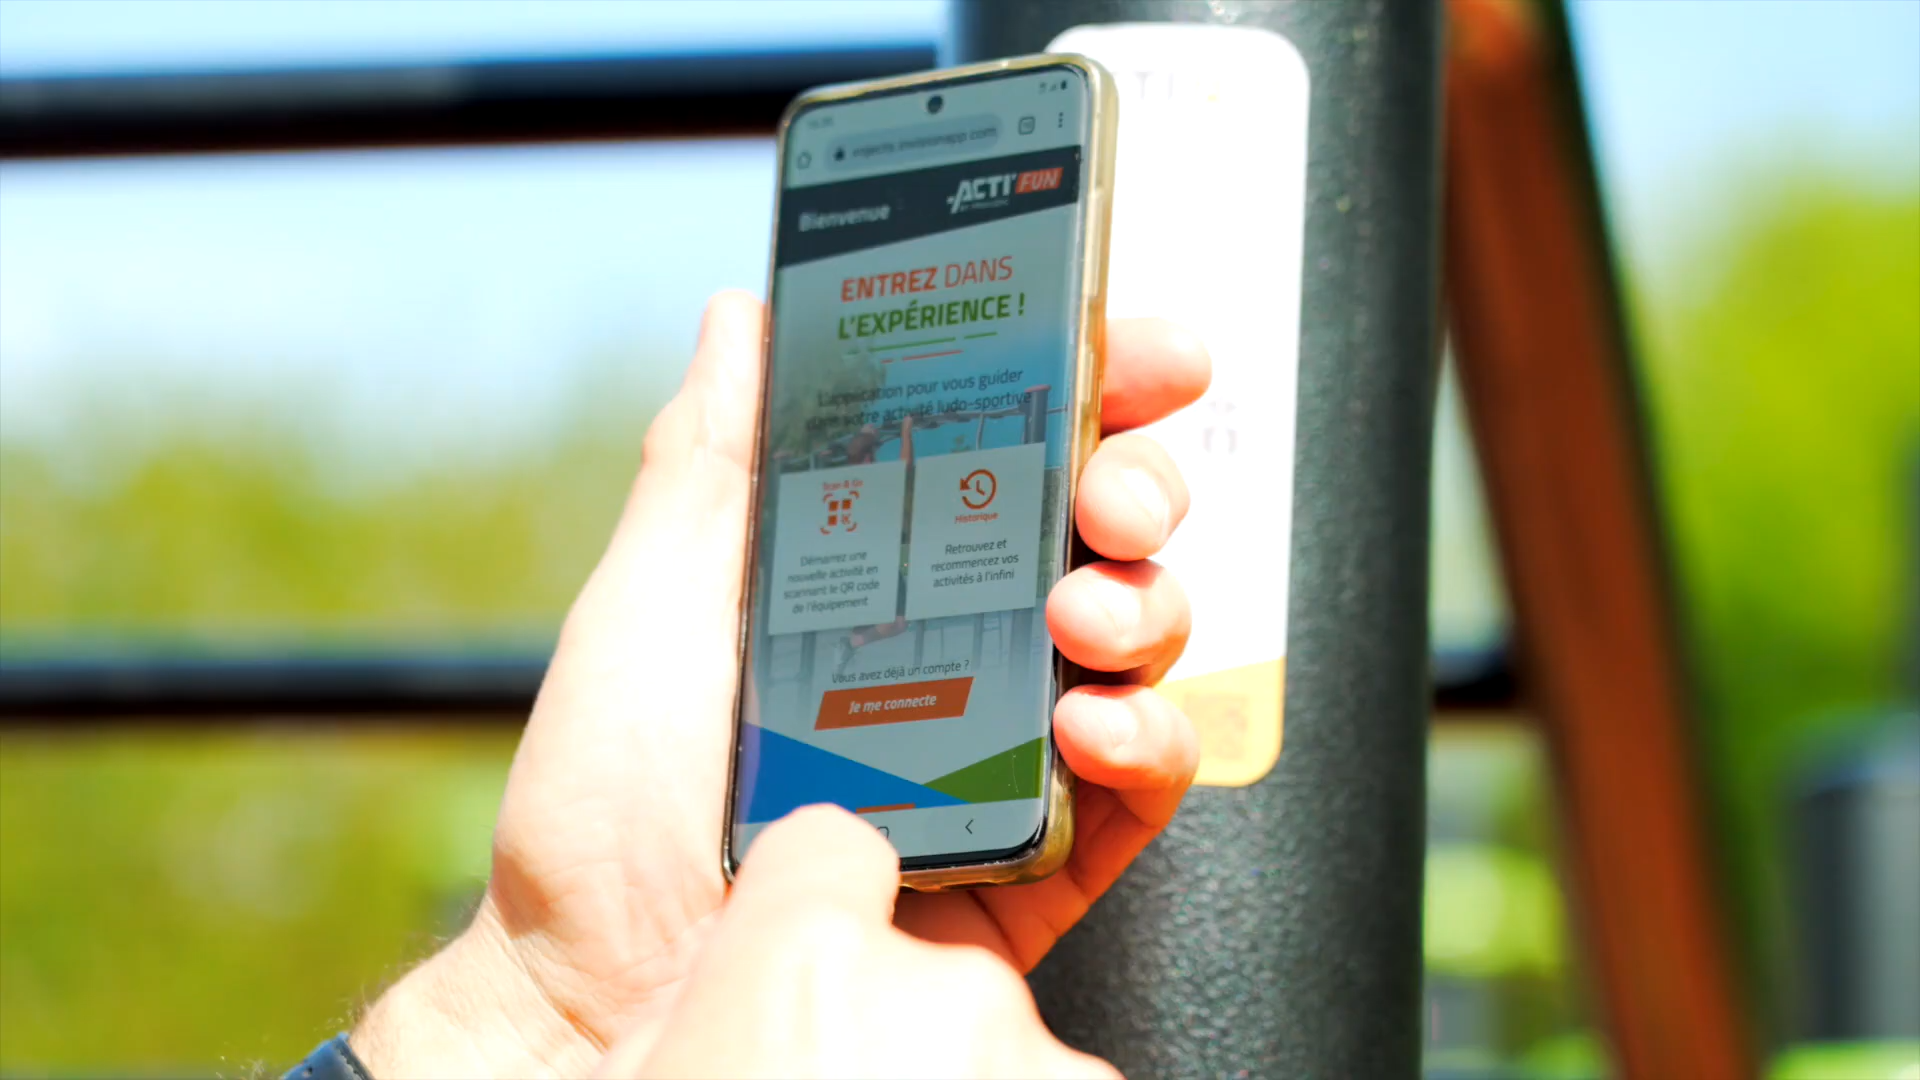 Bienvenue
ACTI' FUN
ENTREZ DANS
L'EXPÉRIENCE !
L'application pour vous guider
dans votre activité ludo-sportive
Scan & Go
Démarrez une
nouvelle activité en
scannant le QR code
de l'équipement
Historique
Retrouvez et
recommencez vos
activités à l'infini
Vous avez déjà un compte ?
Je me connecte